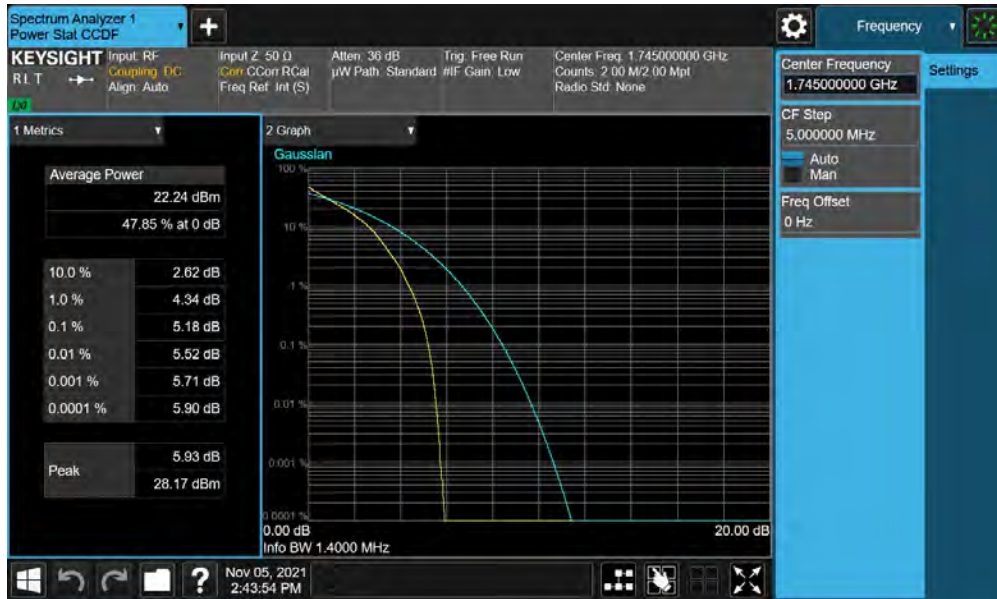 Spectrum Analyzer 1
Power Stat CCDF
Frequency
KEYSIGHT
RLT
Input: RF
Coupling: DC
Align: Auto
Input Z: 50 Ω
Corr CCorr RCal
Freq Ref: Int (S)
Atten: 36 dB
µW Path: Standard
Trig: Free Run
#IF Gain: Low
Center Freq: 1.745000000 GHz
Counts: 2.00 M/2.00 Mpt
Radio Std: None
Center Frequency
1.745000000 GHz
Settings
CF Step
5.000000 MHz
Auto
Man
Freq Offset
0 Hz
1 Metrics
Average Power
22.24 dBm
47.85 % at 0 dB
10.0 % 2.62 dB
1.0 % 4.34 dB
0.1 % 5.18 dB
0.01 % 5.52 dB
0.001 % 5.71 dB
0.0001 % 5.90 dB
Peak
5.93 dB
28.17 dBm
2 Graph
Gaussian
100 %
10 %
1 %
0.1 %
0.01 %
0.001 %
0.0001 %
0.00 dB
20.00 dB
Info BW 1.4000 MHz
?
Nov 05, 2021
2:43:54 PM